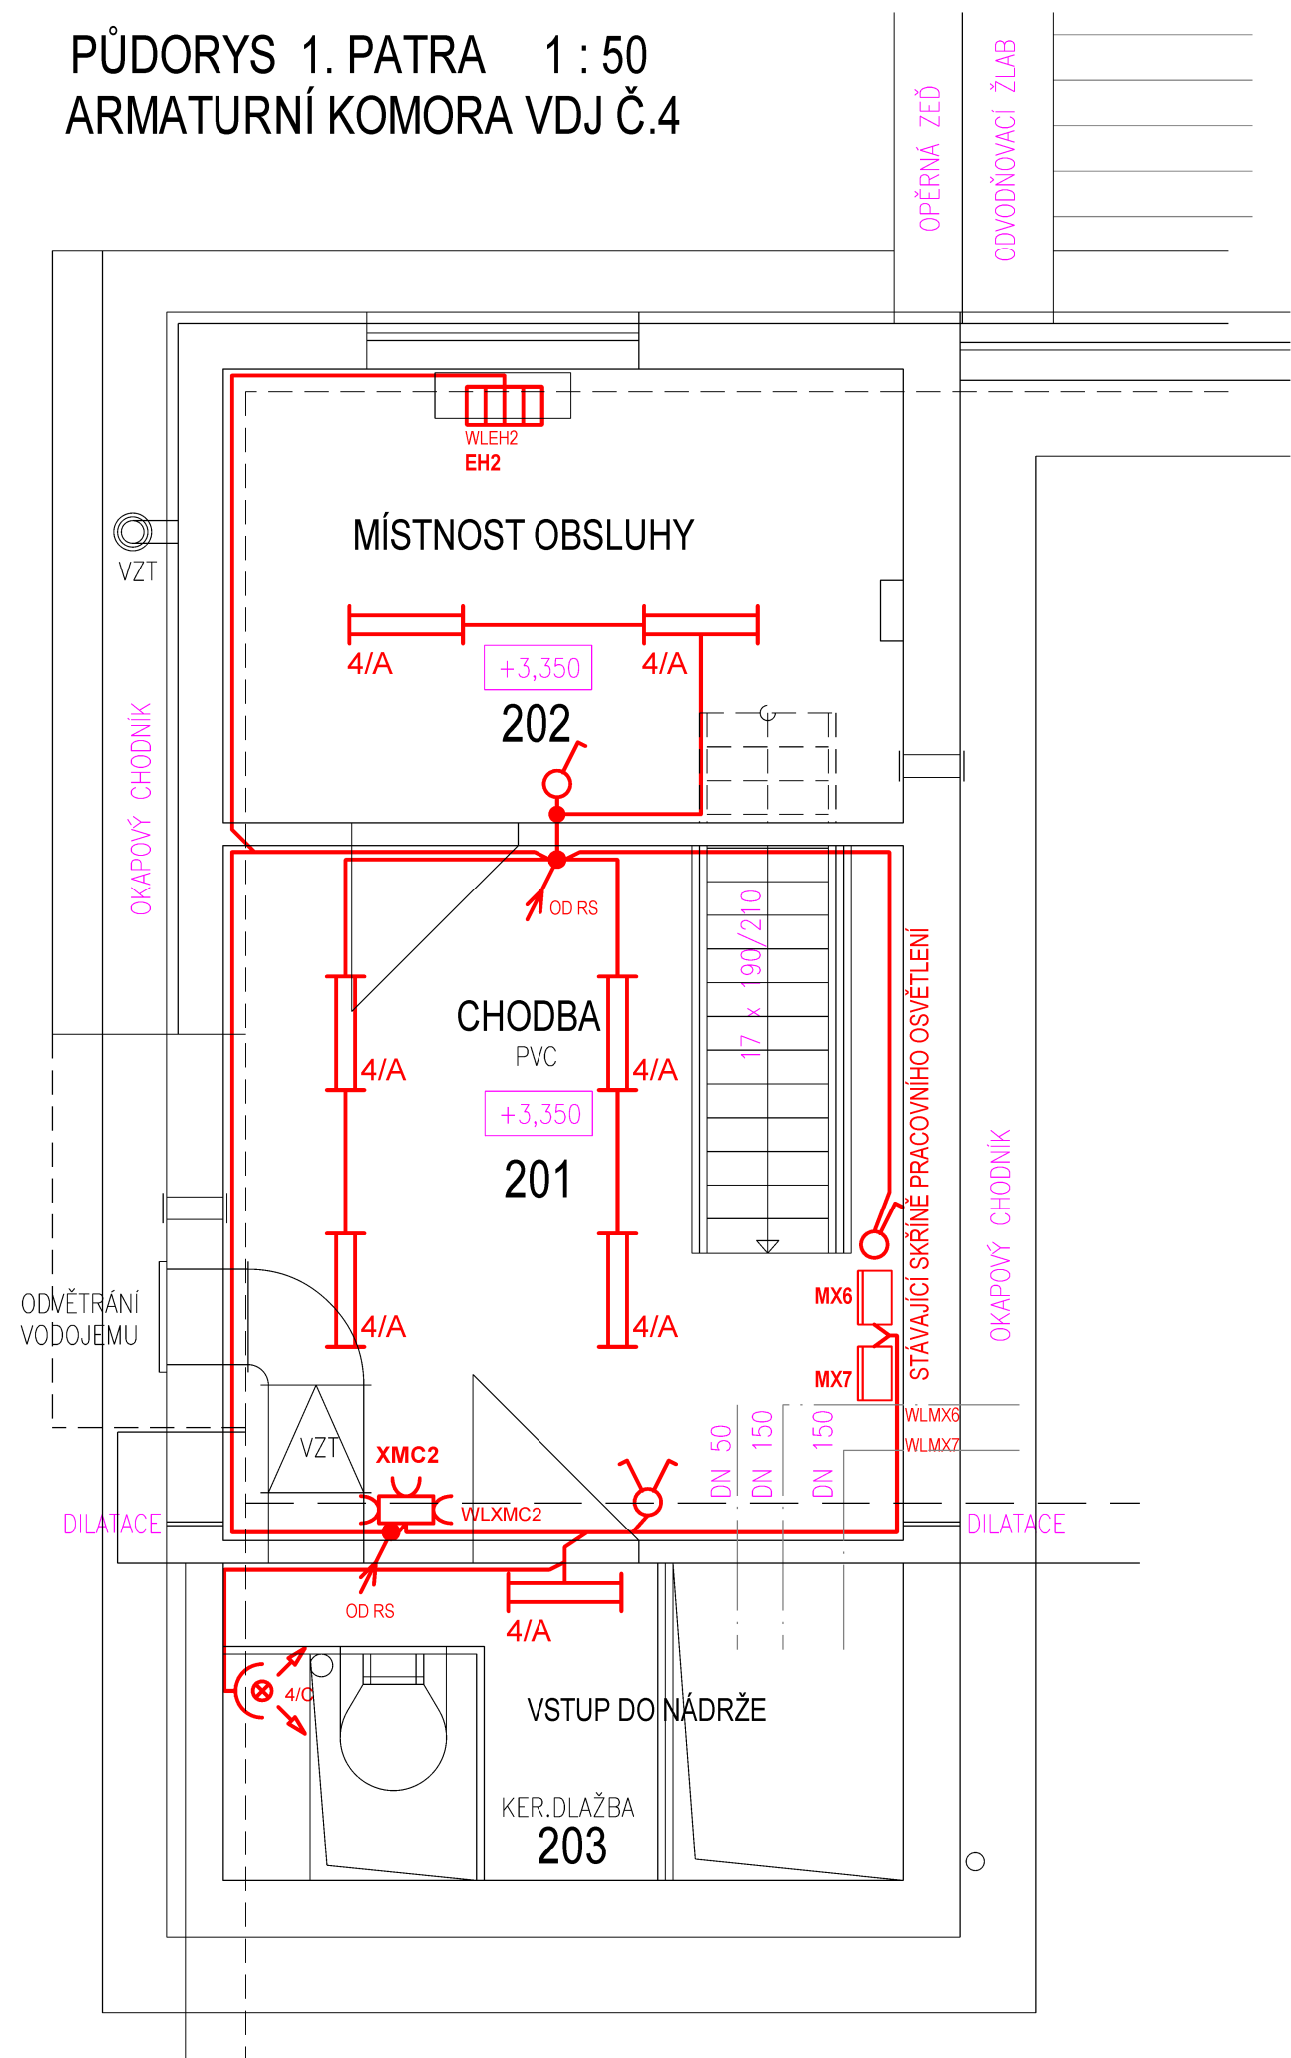 PŮDORYS 1. PATRA 1 : 50
ARMATURNÍ KOMORA VDJ Č.4
OPĚRNÁ ZEĎ
ODVODŇOVACÍ ŽLAB
WLEH2
EH2
MÍSTNOST OBSLUHY
VZT
4/A
4/A
+3,350
202
OKAPOVÝ CHODNÍK
OD RS
17 x 190/210
STÁVAJÍCÍ SKŘÍNĚ PRACOVNÍHO OSVĚTLENÍ
CHODBA
PVC
4/A
4/A
+3,350
201
OKAPOVÝ CHODNÍK
ODVĚTRÁNÍ
VODOJEMU
MX6
4/A
4/A
MX7
WLMX6
WLMX7
DN 50
DN 150
DN 150
VZT
XMC2
WLXMC2
DILATACE
DILATACE
OD RS
4/A
4/C
VSTUP DO NÁDRŽE
KER.DLAŽBA
203